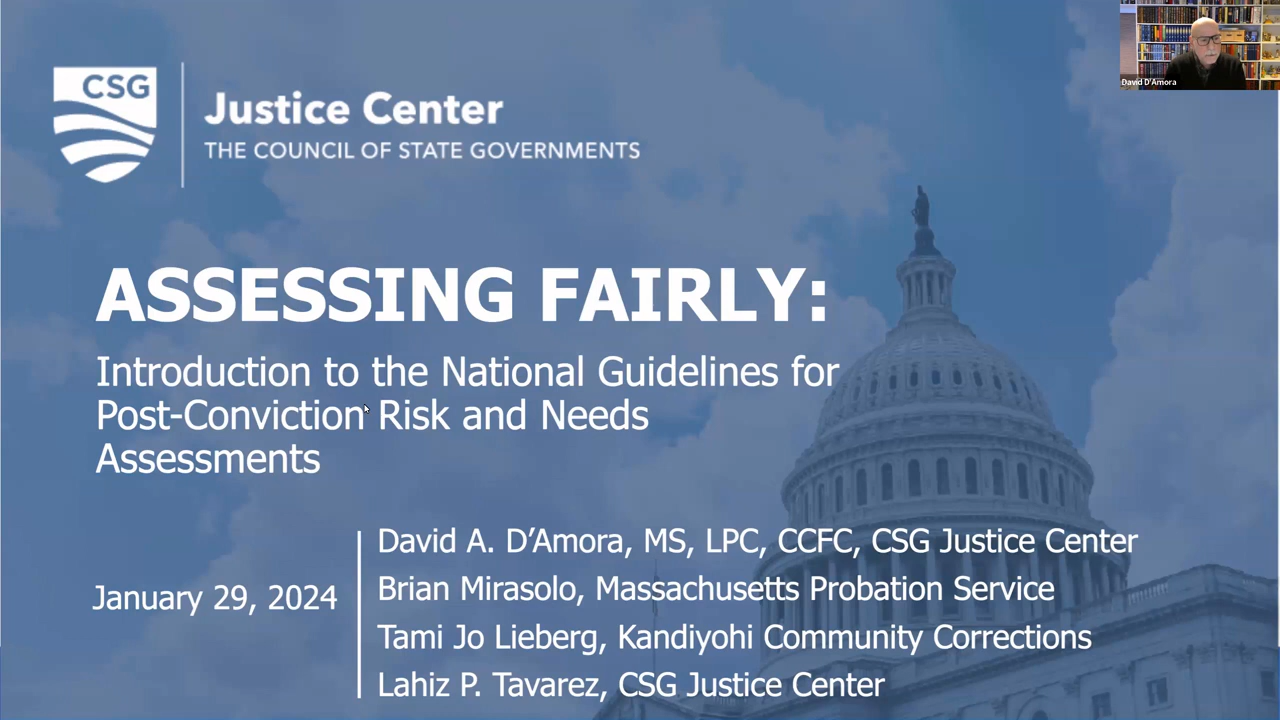 David D'Amora
CSG
Justice Center
THE COUNCIL OF STATE GOVERNMENTS
ASSESSING FAIRLY:
Introduction to the National Guidelines for
Post-Conviction Risk and Needs
Assessments
January 29, 2024
David A. D’Amora, MS, LPC, CCFC, CSG Justice Center
Brian Mirasolo, Massachusetts Probation Service
Tami Jo Lieberg, Kandiyohi Community Corrections
Lahiz P. Tavarez, CSG Justice Center